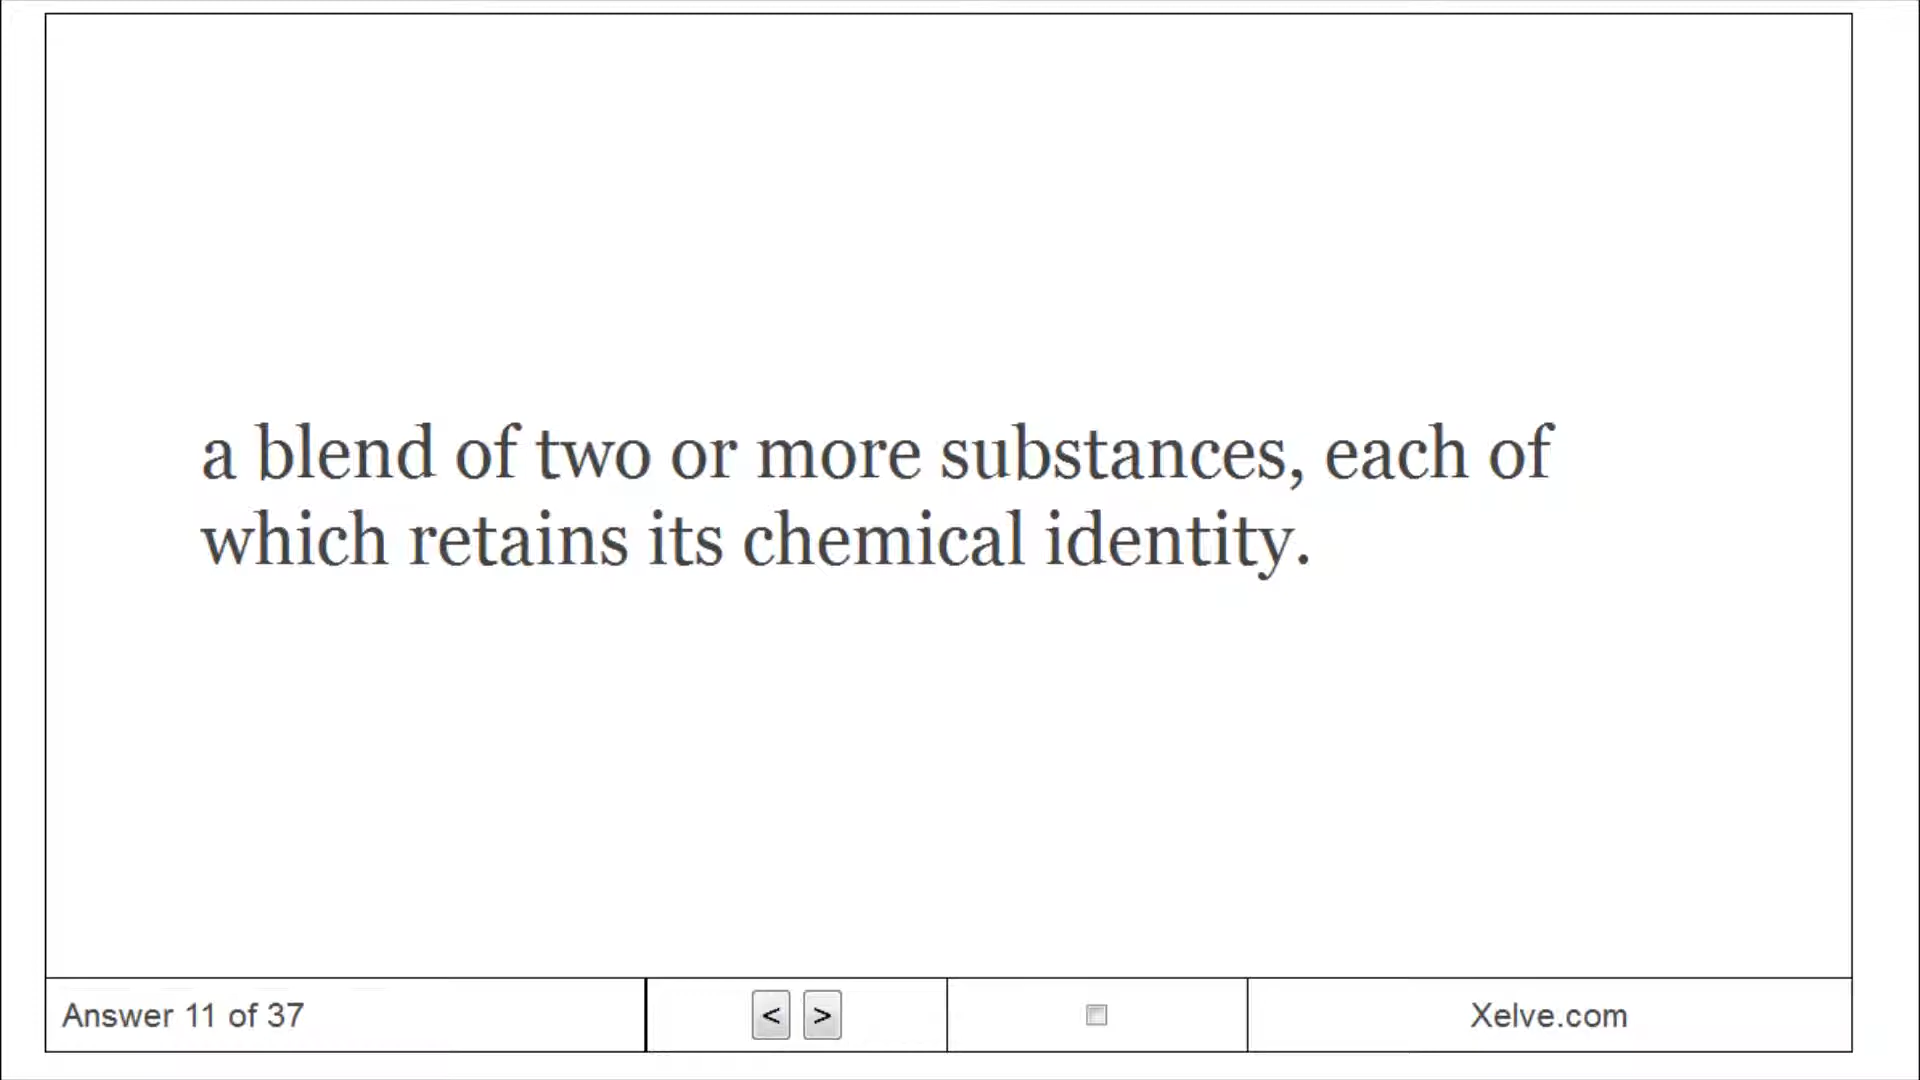 a blend of two or more substances, each of
which retains its chemical identity.
Answer 11 of 37
< >
Xelve.com